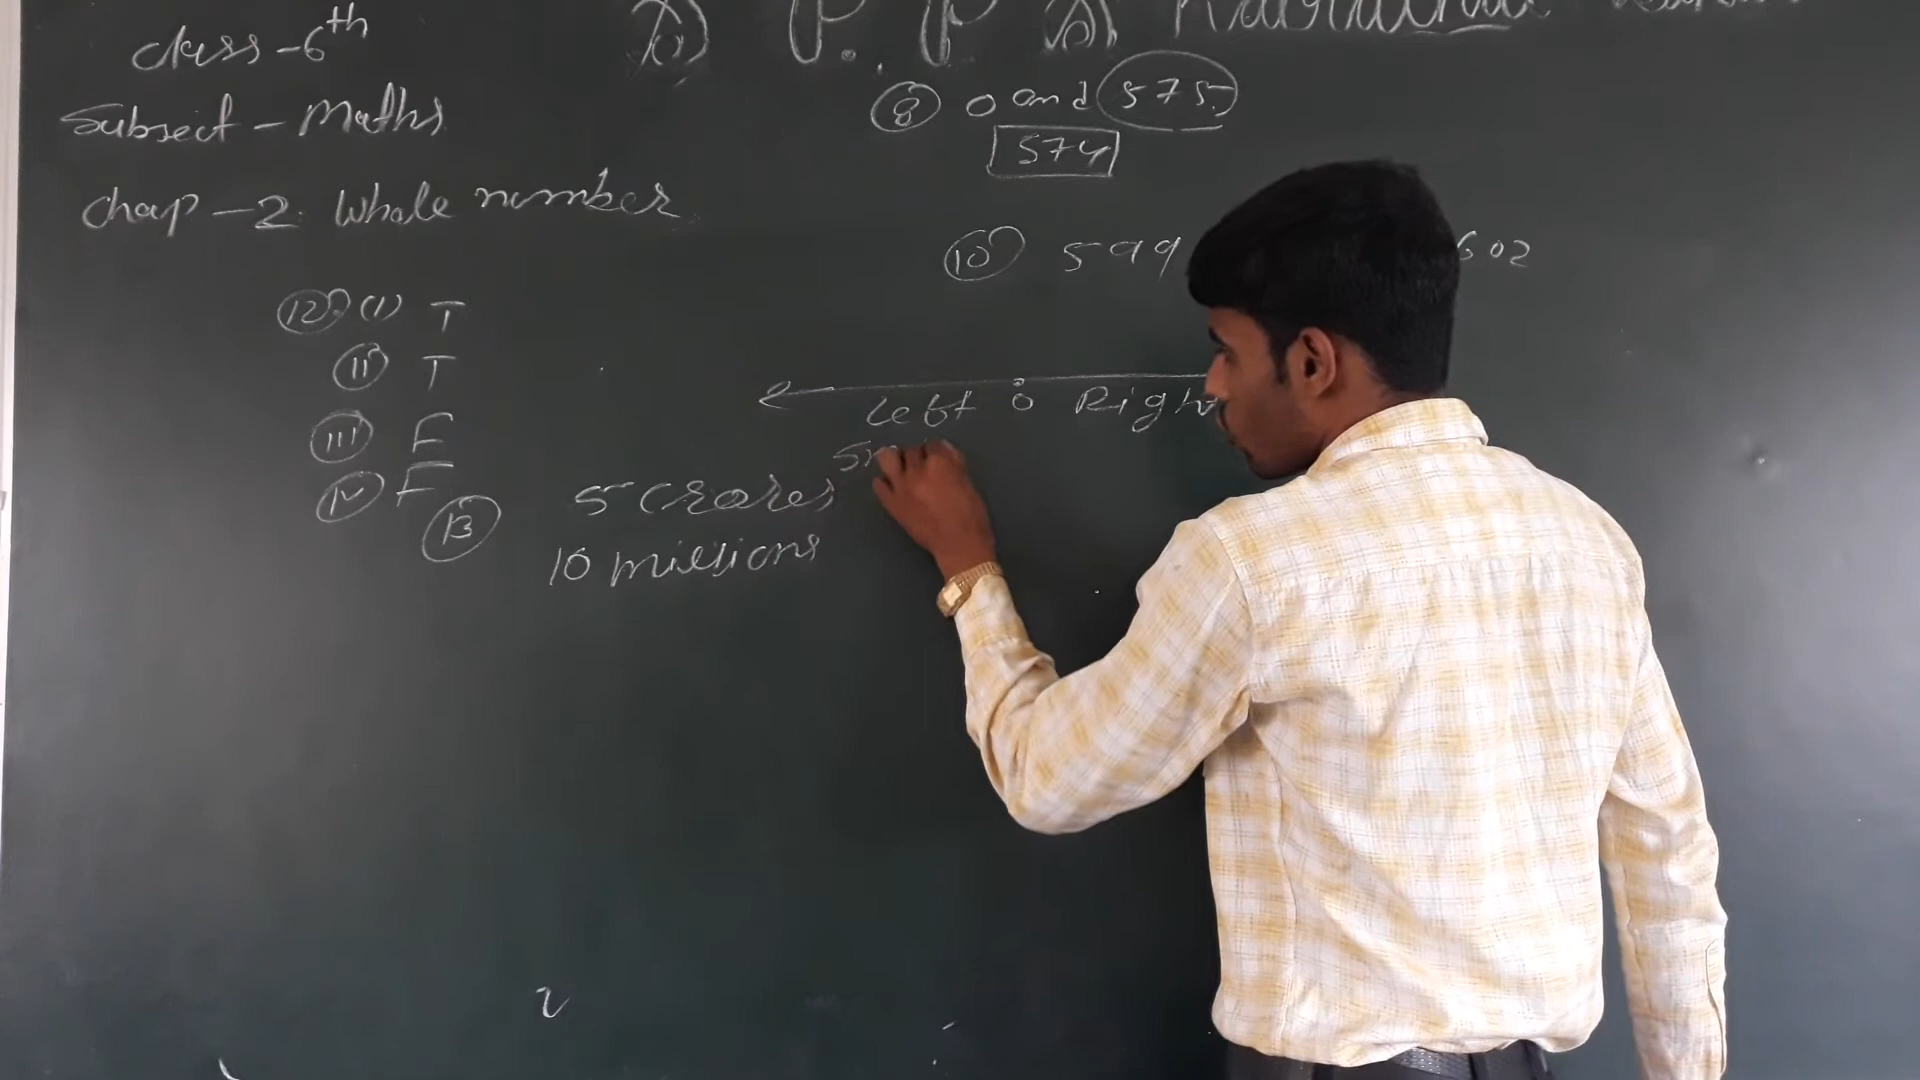 Class - 6th
Subject - Maths
Chap - 2. Whole number
8 0 and 575
574
10 599 602
12 (i) T
ii T
iii F
iv F
Left 0 Right
13 5 Crores
10 millions